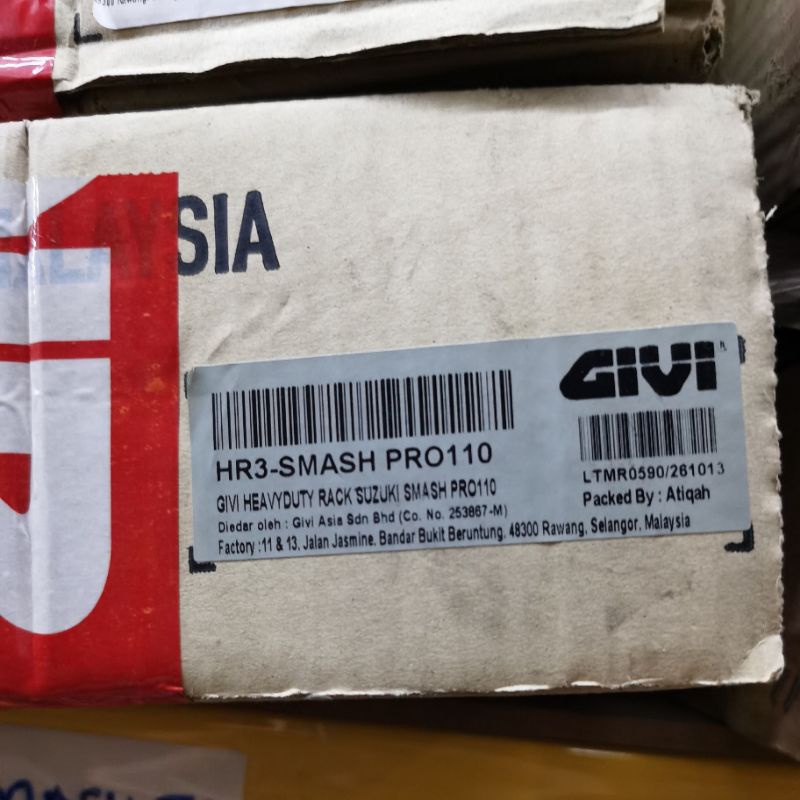 MALAYSIA
GIVI
HR3-SMASH PRO110
LTMR0590/261013
GIVI HEAVYDUTY RACK SUZUKI SMASH PRO110
Packed By : Atiqah
Diedar oleh : Givi Asia Sdn Bhd (Co. No. 253867-M)
Factory :11 & 13, Jalan Jasmine, Bandar Bukit Beruntung, 48300 Rawang, Selangor, Malaysia